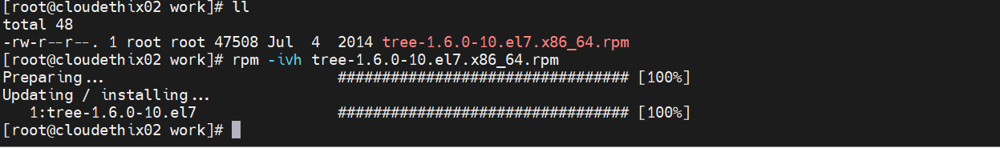 [root@cloudethix02 work]# ll
total 48
-rw-r--r--. 1 root root 47508 Jul  4  2014 tree-1.6.0-10.el7.x86_64.rpm
[root@cloudethix02 work]# rpm -ivh tree-1.6.0-10.el7.x86_64.rpm
Preparing...                          ################################# [100%]
Updating / installing...
   1:tree-1.6.0-10.el7                ################################# [100%]
[root@cloudethix02 work]#